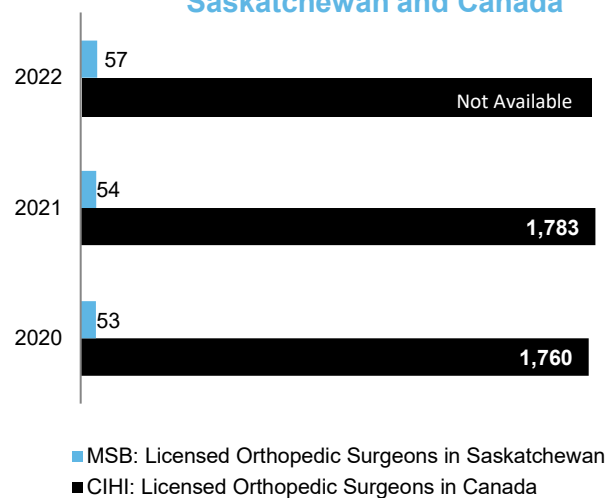 Saskatchewan and Canada
2022
57
Not Available
2021
54
1,783
2020
53
1,760
MSB: Licensed Orthopedic Surgeons in Saskatchewan
CIHI: Licensed Orthopedic Surgeons in Canada